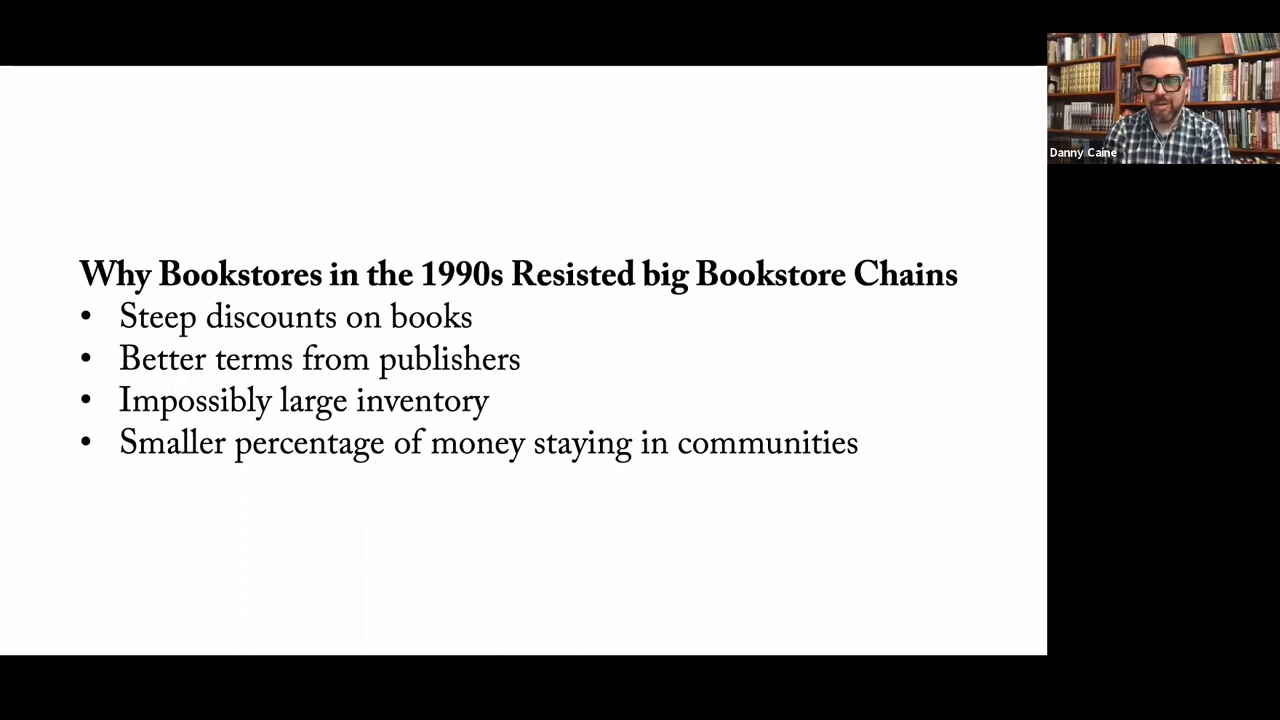 Why Bookstores in the 1990s Resisted big Bookstore Chains
• Steep discounts on books
• Better terms from publishers
• Impossibly large inventory
• Smaller percentage of money staying in communities
Danny Caine